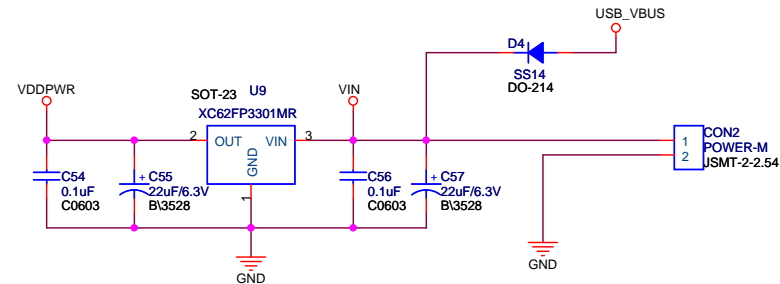 USB_VBUS
D4
SS14
DO-214
VDDPWR
SOT-23
U9
XC62FP3301MR
VIN
2
OUT
VIN
GND
3
1
C54
0.1uF
C0603
+
C55
22uF/6.3V
B\3528
C56
0.1uF
C0603
+
C57
22uF/6.3V
B\3528
1
2
CON2
POWER-M
JSMT-2-2.54
GND
GND